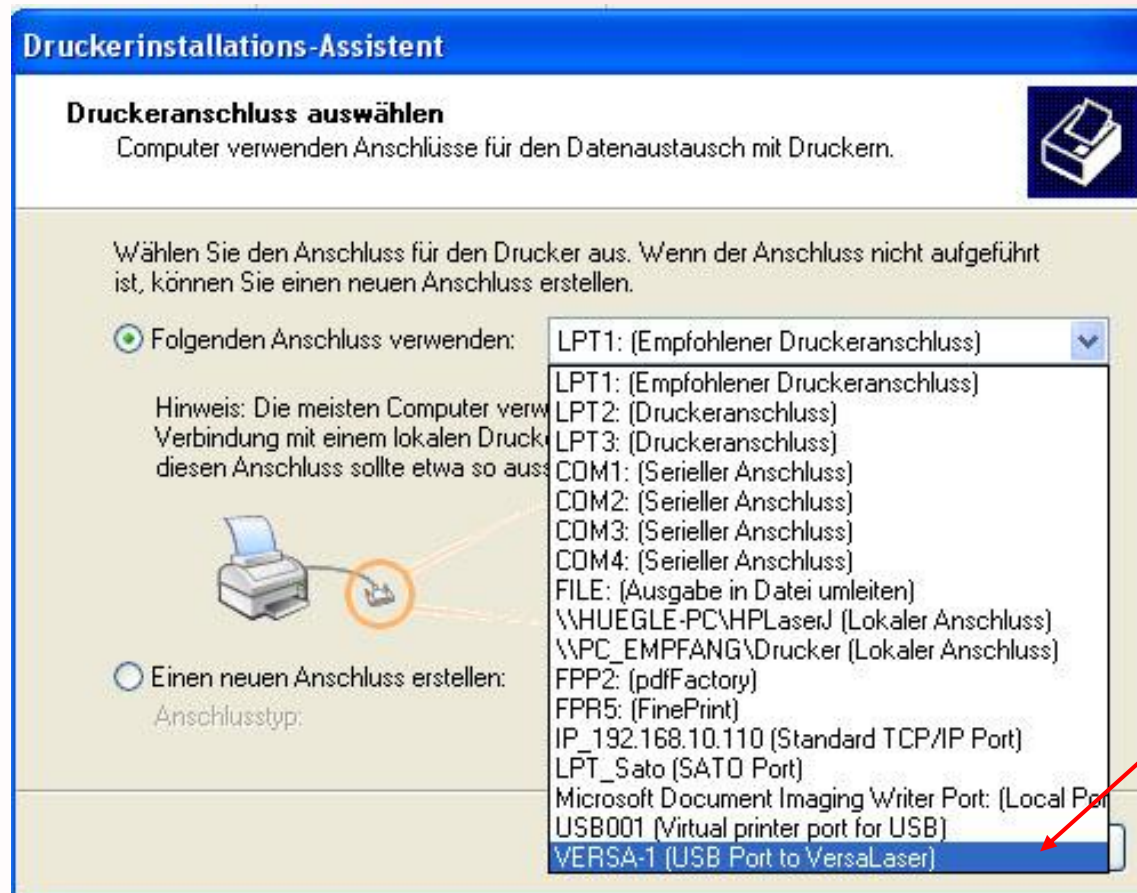 Druckerinstallations-Assistent
Druckeranschluss auswählen
Computer verwenden Anschlüsse für den Datenaustausch mit Druckern.
Wählen Sie den Anschluss für den Drucker aus. Wenn der Anschluss nicht aufgeführt
ist, können Sie einen neuen Anschluss erstellen.
Folgenden Anschluss verwenden:
LPT1: (Empfohlener Druckeranschluss)
LPT1: (Empfohlener Druckeranschluss)
LPT2: (Druckeranschluss)
LPT3: (Druckeranschluss)
COM1: (Serieller Anschluss)
COM2: (Serieller Anschluss)
COM3: (Serieller Anschluss)
COM4: (Serieller Anschluss)
FILE: (Ausgabe in Datei umleiten)
\\HUEGLE-PC\HPLaserJ (Lokaler Anschluss)
\\PC_EMPFANG\Drucker (Lokaler Anschluss)
FPP2: (pdfFactory)
FPR5: (FinePrint)
IP_192.168.10.110 (Standard TCP/IP Port)
LPT_Sato (SATO Port)
Microsoft Document Imaging Writer Port: (Local Por
USB001 (Virtual printer port for USB)
VERSA-1 (USB Port to VersaLaser)
Hinweis: Die meisten Computer verw
Verbindung mit einem lokalen Druck
diesen Anschluss sollte etwa so auss
Einen neuen Anschluss erstellen:
Anschlusstyp: